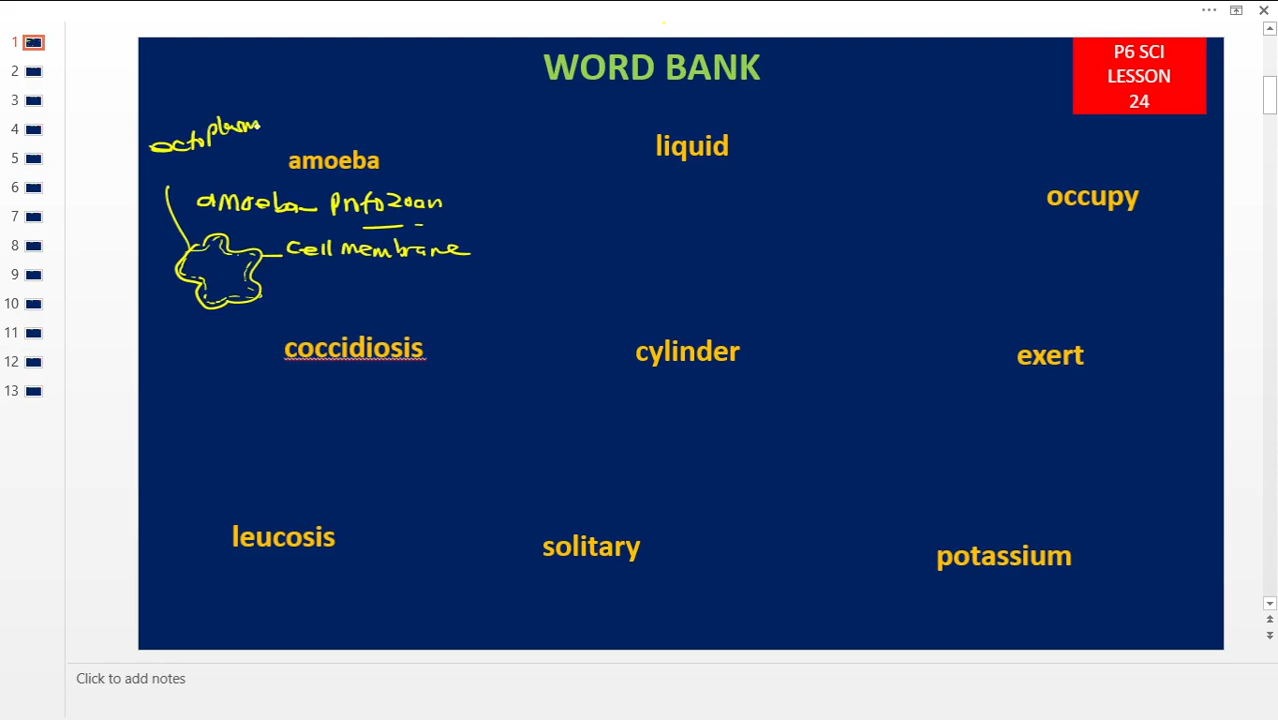 WORD BANK
P6 SCI
LESSON
24
octoplasm
amoeba
liquid
occupy
amoeba protozoan
cell membrane
coccidiosis
cylinder
exert
leucosis
solitary
potassium
1
2
3
4
5
6
7
8
9
10
11
12
13
Click to add notes